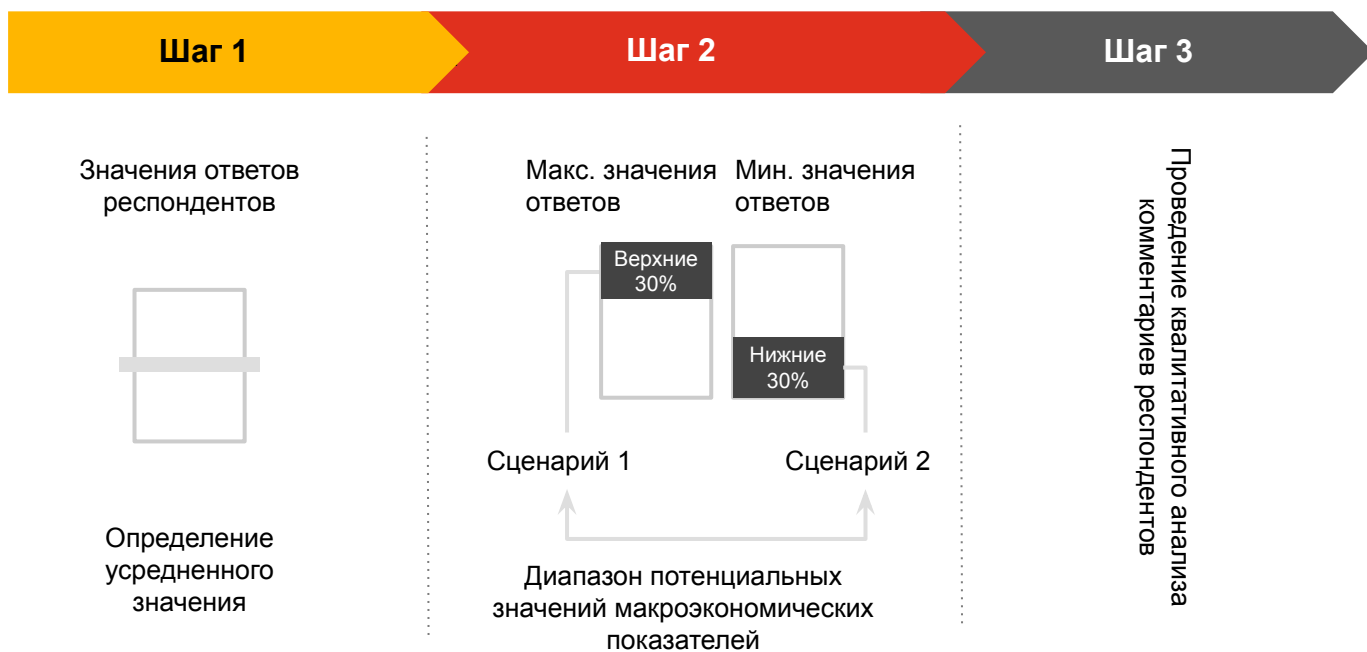 Шаг 1
Шаг 2
Шаг 3
Значения ответов
респондентов
Определение
усредненного
значения
Макс. значения
ответов
Мин. значения
ответов
Верхние
30%
Нижние
30%
Сценарий 1
Сценарий 2
Диапазон потенциальных
значений макроэкономических
показателей
Проведение квалитативного анализа
комментариев респондентов